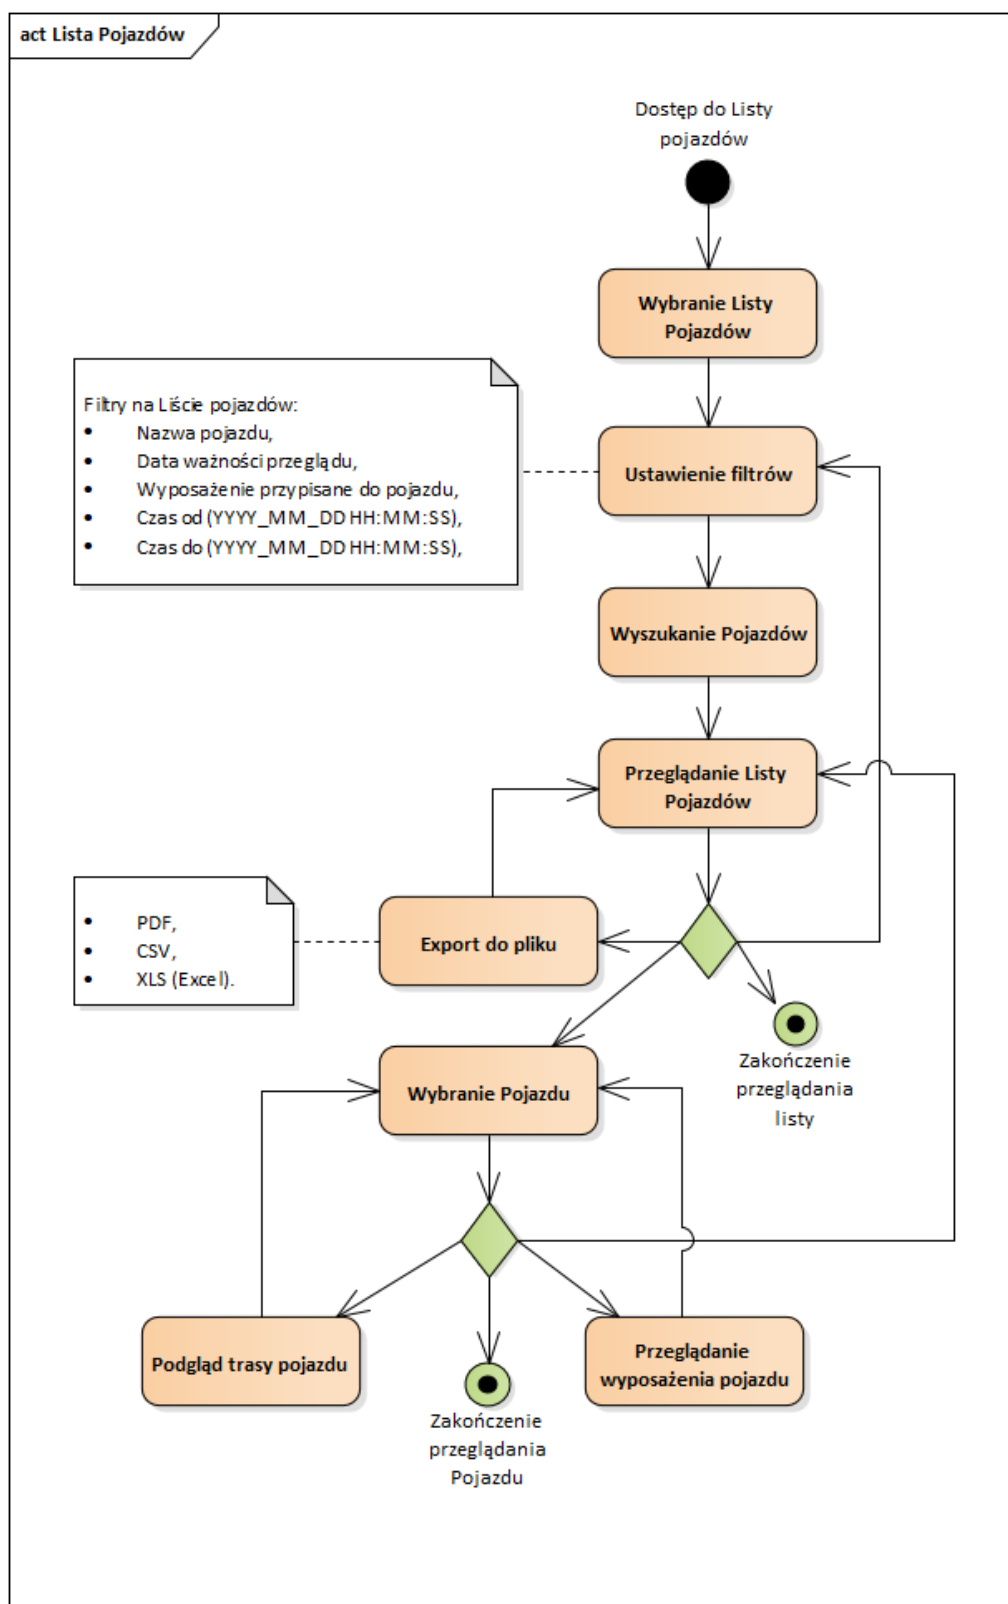 act Lista Pojazdów
Dostęp do Listy
pojazdów
Wybranie Listy
Pojazdów
Filtry na Liście pojazdów:
• Nazwa pojazdu,
• Data ważności przeglądu,
• Wyposażenie przypisane do pojazdu,
• Czas od (YYYY_MM_DD HH:MM:SS),
• Czas do (YYYY_MM_DD HH:MM:SS),
Ustawienie filtrów
Wyszukanie Pojazdów
Przeglądanie Listy
Pojazdów
• PDF,
• CSV,
• XLS (Excel).
Export do pliku
Zakończenie
przeglądania
listy
Wybranie Pojazdu
Podgląd trasy pojazdu
Przeglądanie
wyposażenia pojazdu
Zakończenie
przeglądania
Pojazdu